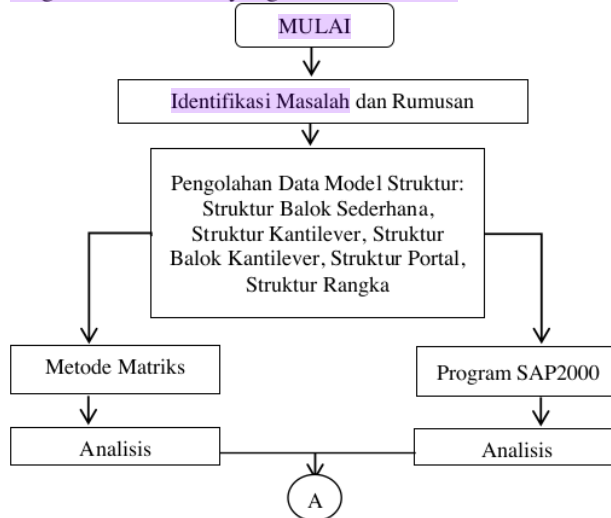 MULAI
Identifikasi Masalah dan Rumusan
Pengolahan Data Model Struktur:
Struktur Balok Sederhana,
Struktur Kantilever, Struktur
Balok Kantilever, Struktur Portal,
Struktur Rangka
Metode Matriks
Program SAP2000
Analisis
Analisis
A